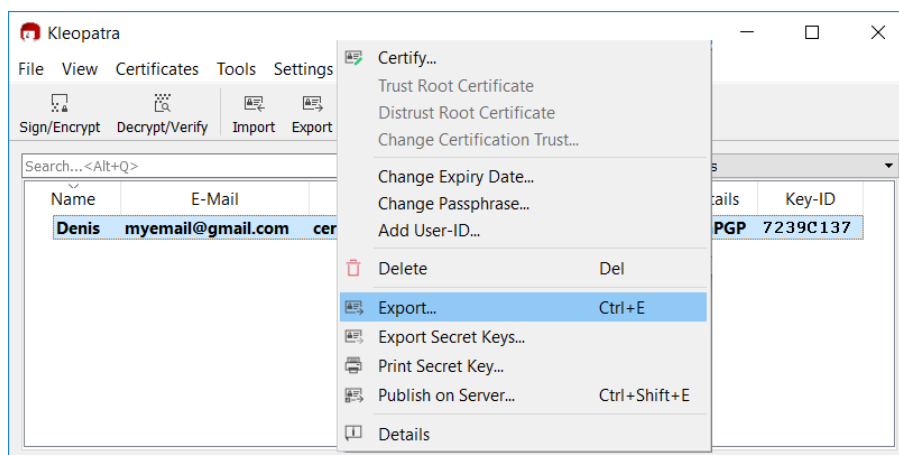 Kleopatra
File View Certificates Tools Settings
Sign/Encrypt Decrypt/Verify Import Export
Search...<Alt+Q>
Name E-Mail Key-ID
Denis myemail@gmail.com PGP 7239C137
Certify...
Trust Root Certificate
Distrust Root Certificate
Change Certification Trust...
Change Expiry Date...
Change Passphrase...
Add User-ID...
Delete Del
Export... Ctrl+E
Export Secret Keys...
Print Secret Key...
Publish on Server... Ctrl+Shift+E
Details